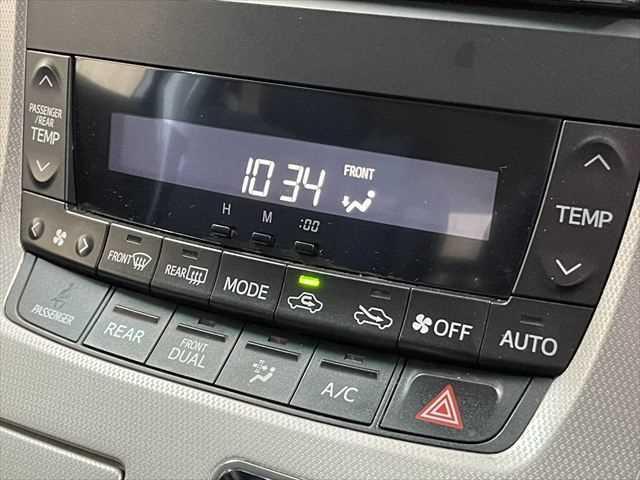 PASSENGER
/REAR
TEMP
10 34
FRONT
H M :00
TEMP
FRONT
REAR
MODE
OFF
AUTO
PASSENGER
REAR
FRONT
DUAL
A/C